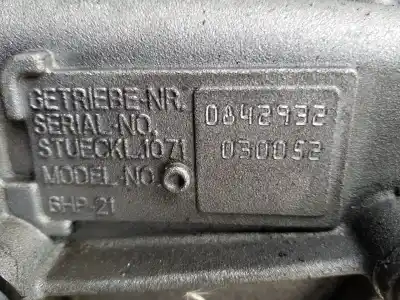 GETRIEBE-NR. 0842932
SERIAL-NO.
STUECKL. 1071 030052
MODEL-NO.
6HP-21